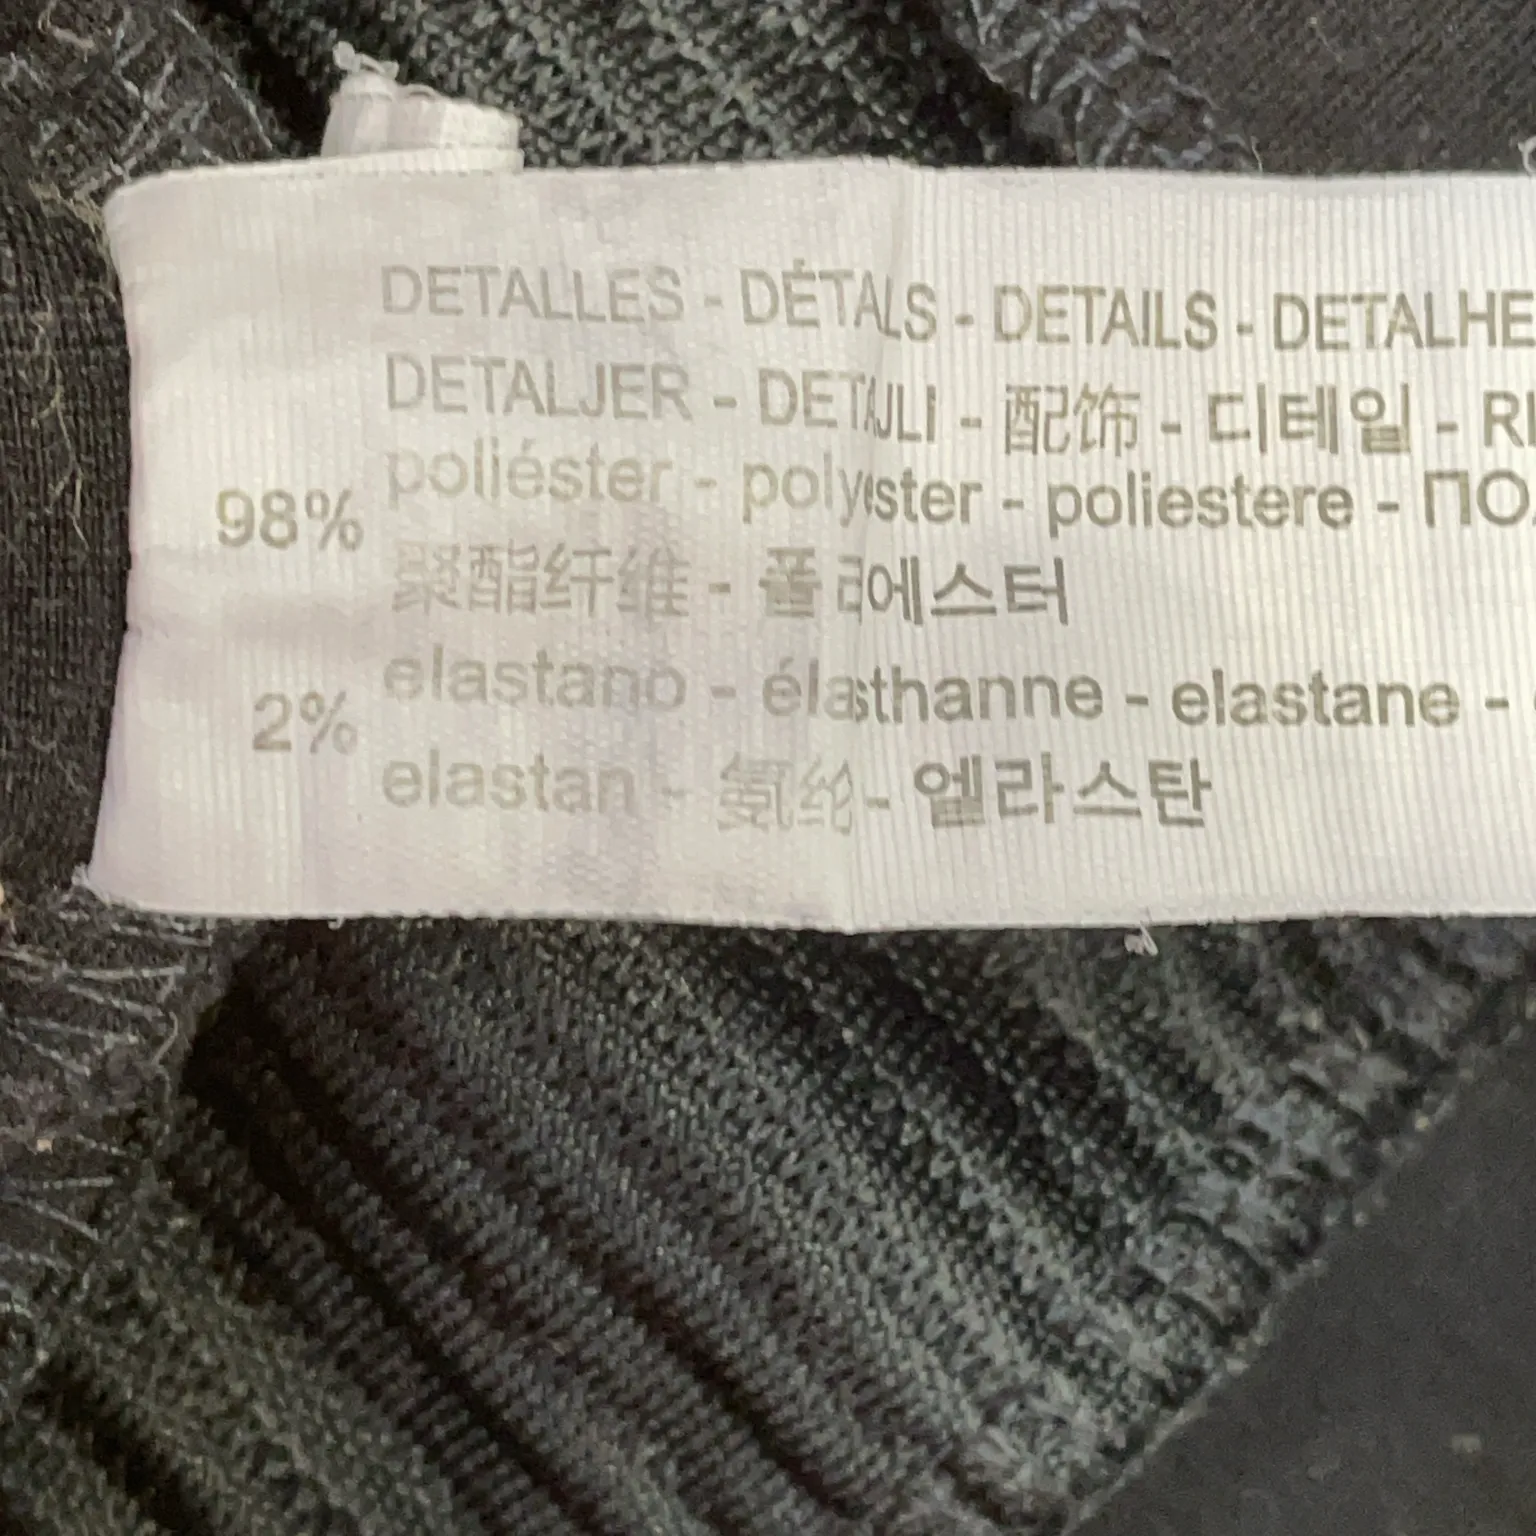 DETALLES - DÉTAILS - DETAILS - DETALHE
DETALJER - DETAJLI - 配饰 - 디테일 -
98% poliéster - polyester - poliestere -
聚酯纤维 - 폴리에스터
2% elastano - élasthanne - elastane -
elastan - 氨纶 - 엘라스탄